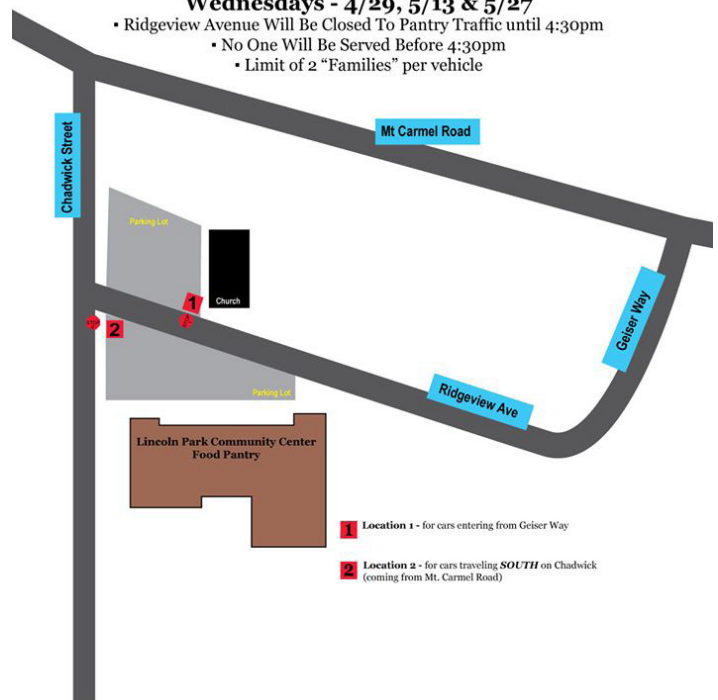 Wednesdays - 4/29, 5/13 & 5/27
▪ Ridgeview Avenue Will Be Closed To Pantry Traffic until 4:30pm
▪ No One Will Be Served Before 4:30pm
▪ Limit of 2 “Families” per vehicle
Mt Carmel Road
Chadwick Street
Parking Lot
Church
1
2
Geiser Way
Ridgeview Ave
Parking Lot
Lincoln Park Community Center
Food Pantry
1 Location 1 - for cars entering from Geiser Way
2 Location 2 - for cars traveling SOUTH on Chadwick
(coming from Mt. Carmel Road)